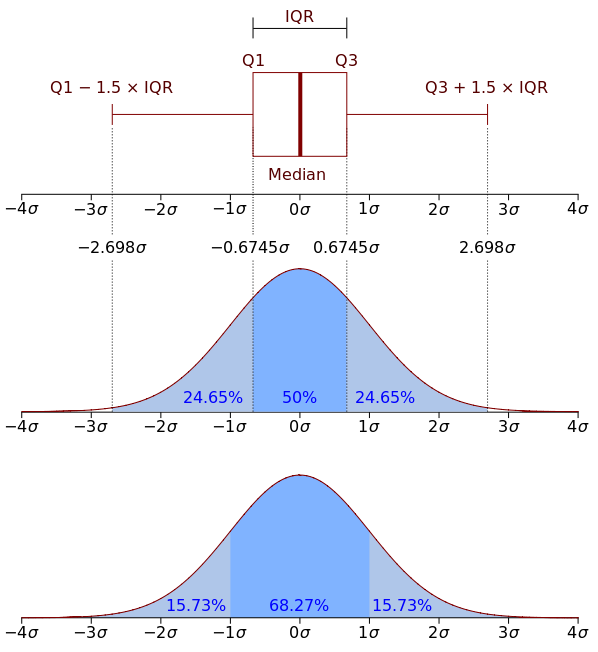 IQR
Q1 Q3
Q1 − 1.5 × IQR Q3 + 1.5 × IQR
Median
−4σ −3σ −2σ −1σ 0σ 1σ 2σ 3σ 4σ
−2.698σ −0.6745σ 0.6745σ 2.698σ
24.65% 50% 24.65%
−4σ −3σ −2σ −1σ 0σ 1σ 2σ 3σ 4σ
15.73% 68.27% 15.73%
−4σ −3σ −2σ −1σ 0σ 1σ 2σ 3σ 4σ